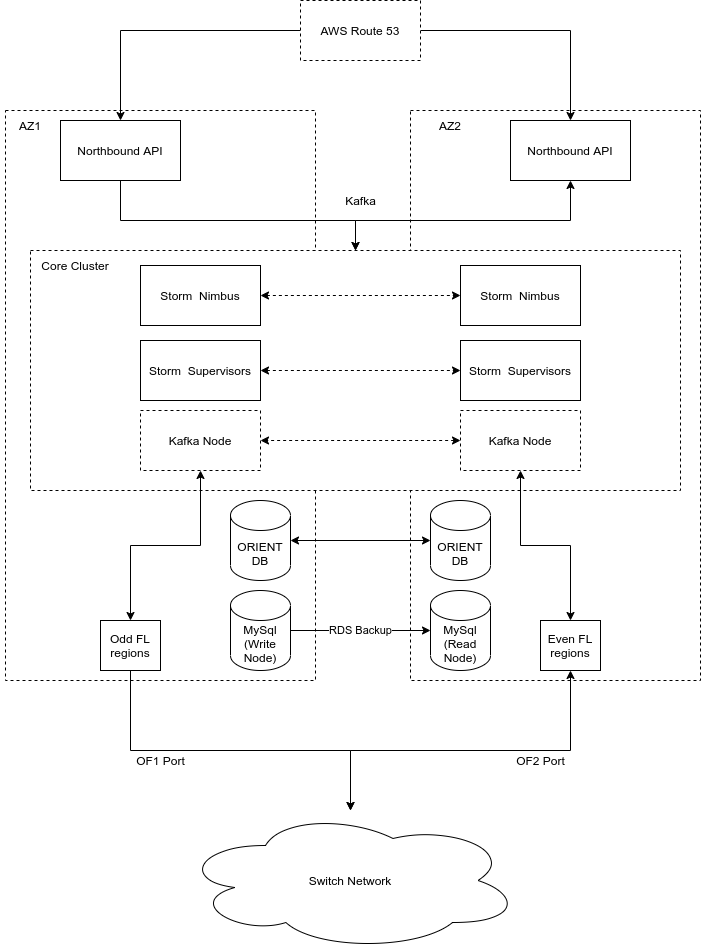 AWS Route 53
AZ1
AZ2
Northbound API
Northbound API
Kafka
Core Cluster
Storm Nimbus
Storm Nimbus
Storm Supervisors
Storm Supervisors
Kafka Node
Kafka Node
ORIENT
DB
ORIENT
DB
MySql
(Write
Node)
RDS Backup
MySql
(Read
Node)
Odd FL
regions
Even FL
regions
OF1 Port
OF2 Port
Switch Network